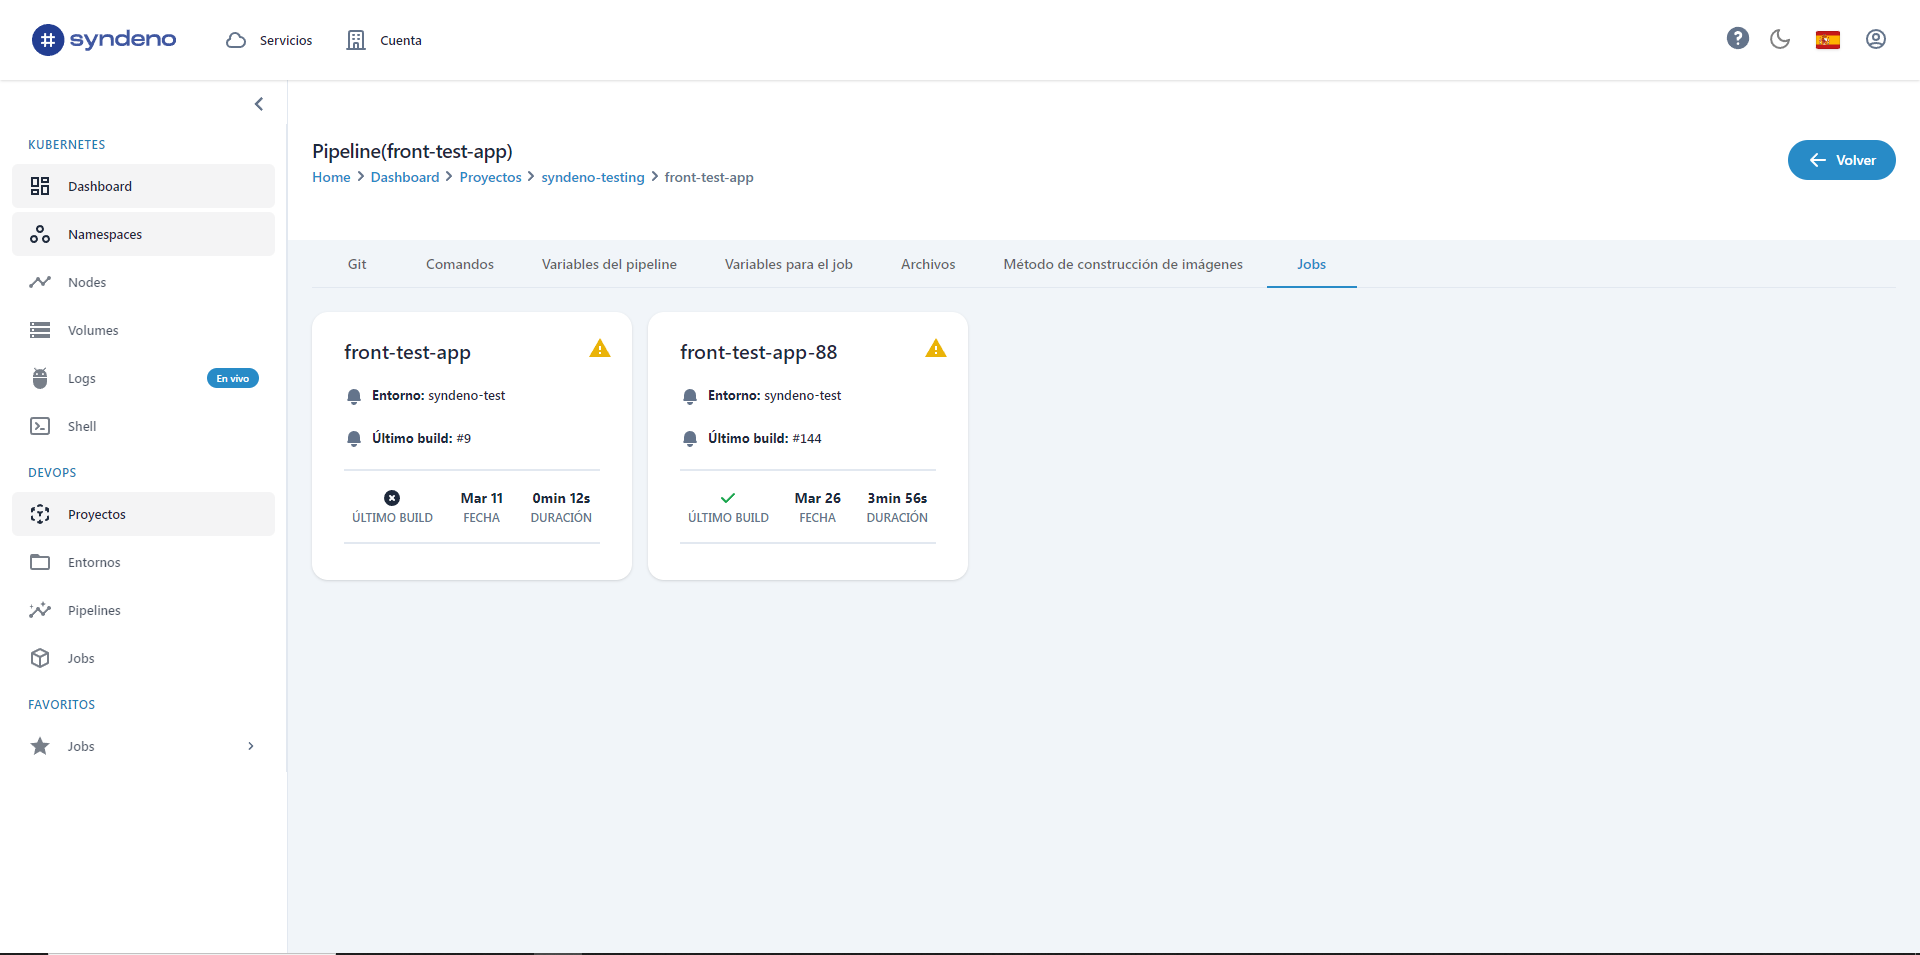 # syndeno
Servicios
Cuenta
?
KUBERNETES
Dashboard
Namespaces
Nodes
Volumes
Logs
En vivo
Shell
DEVOPS
Proyectos
Entornos
Pipelines
Jobs
FAVORITOS
Jobs
Pipeline(front-test-app)
Home > Dashboard > Proyectos > syndeno-testing > front-test-app
Volver
Git
Comandos
Variables del pipeline
Variables para el job
Archivos
Método de construcción de imágenes
Jobs
front-test-app
Entorno: syndeno-test
Último build: #9
Mar 11
0min 12s
ÚLTIMO BUILD
FECHA
DURACIÓN
front-test-app-88
Entorno: syndeno-test
Último build: #144
Mar 26
3min 56s
ÚLTIMO BUILD
FECHA
DURACIÓN